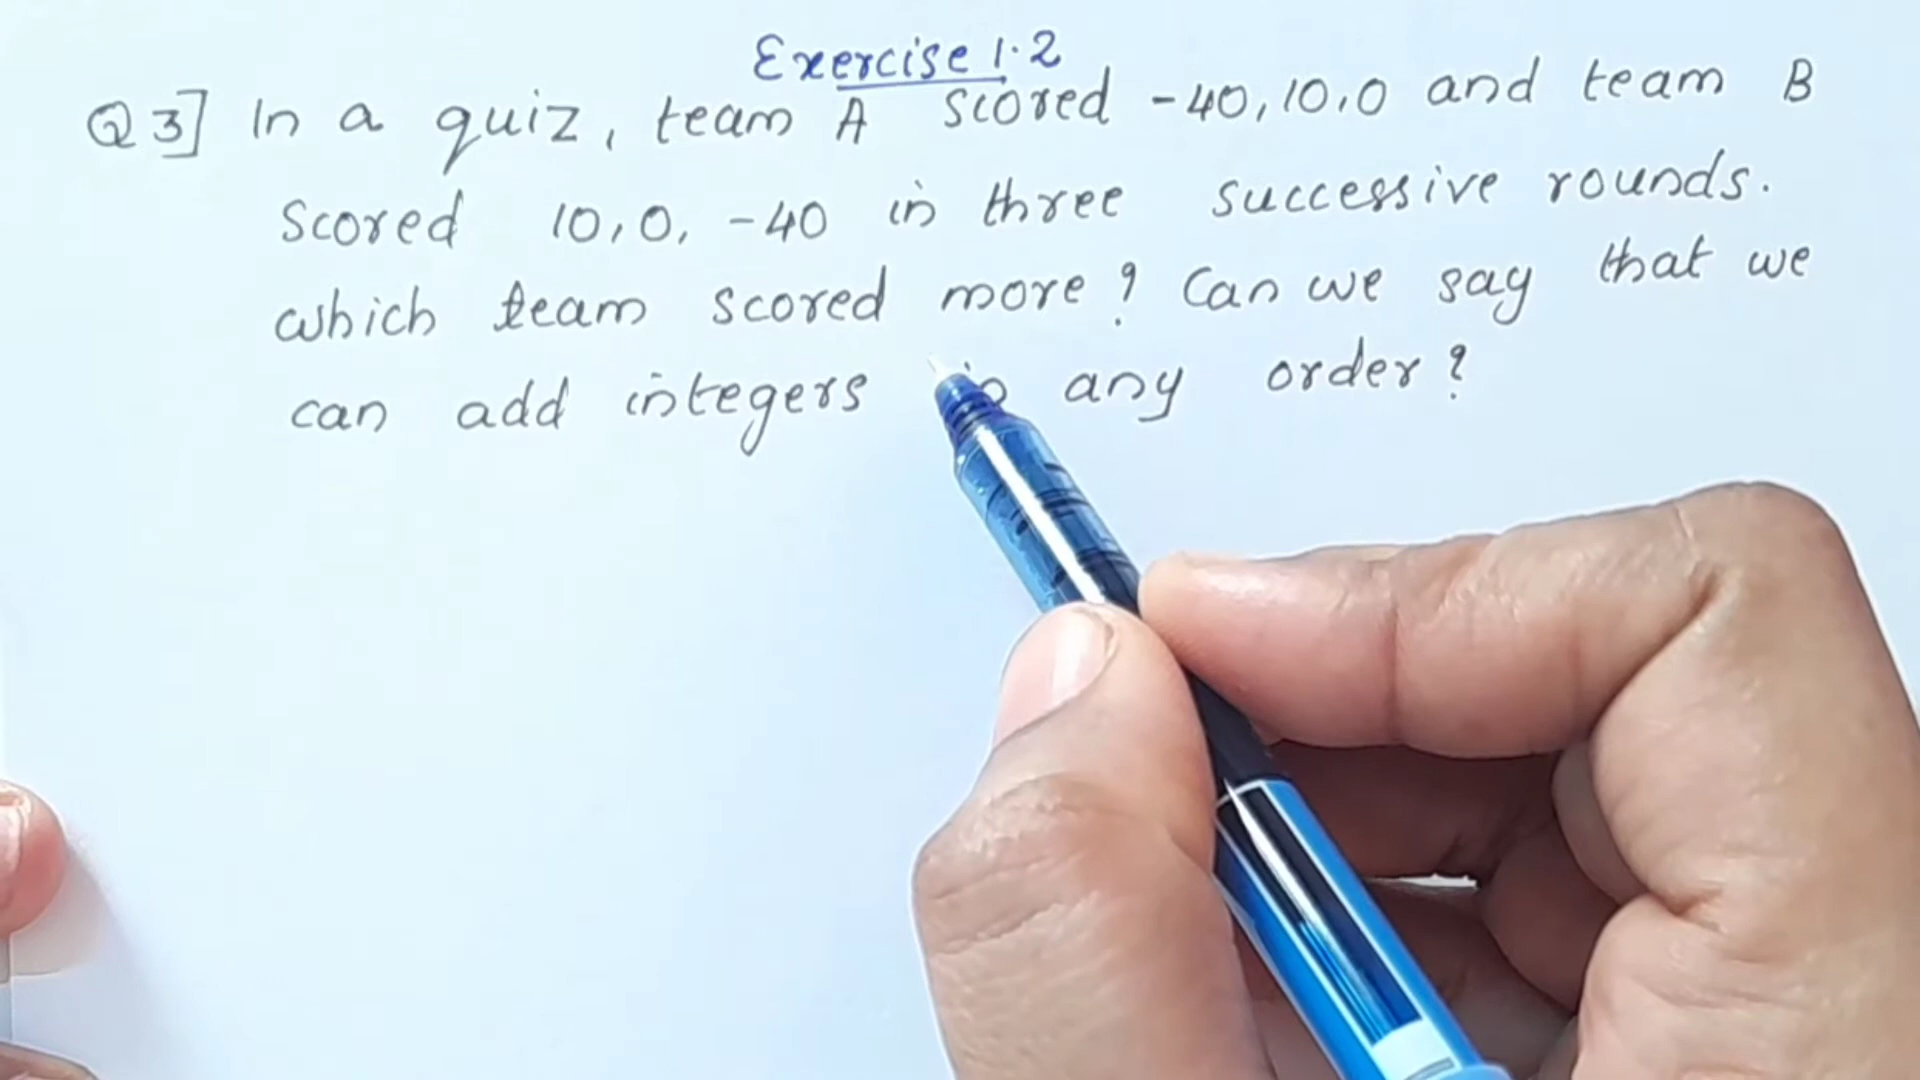 Exercise 1.2
Q3] In a quiz, team A scored -40, 10, 0 and team B
scored 10, 0, -40 in three successive rounds.
which team scored more? Can we say that we
can add integers in any order?